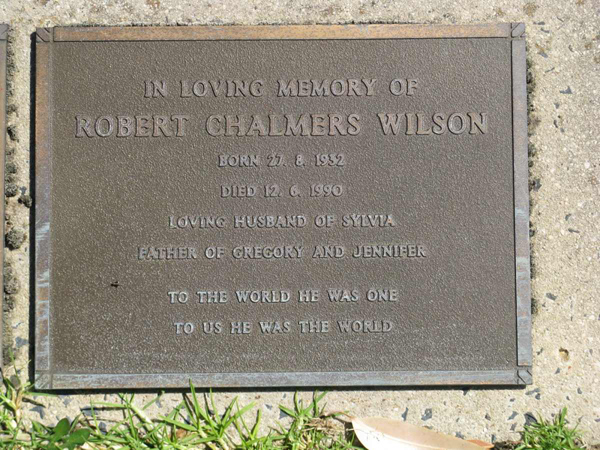 IN LOVING MEMORY OF
ROBERT CHALMERS WILSON
BORN 27. 8. 1932
DIED 12. 6. 1990
LOVING HUSBAND OF SYLVIA
FATHER OF GREGORY AND JENNIFER
TO THE WORLD HE WAS ONE
TO US HE WAS THE WORLD